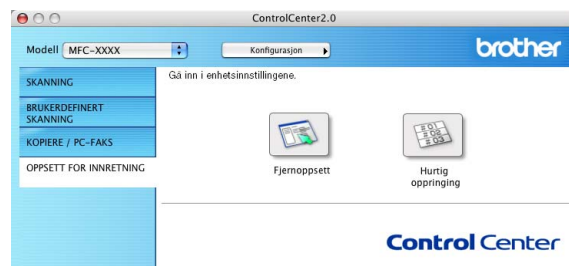 ControlCenter2.0
Modell MFC-XXXX Konfigurasjon brother
Gå inn i enhetsinnstillingene.
SKANNING
BRUKERDEFINERT
SKANNING
KOPIERE / PC-FAKS
OPPSETT FOR INNRETNING
Fjernoppsett
Hurtig
oppringing
Control Center